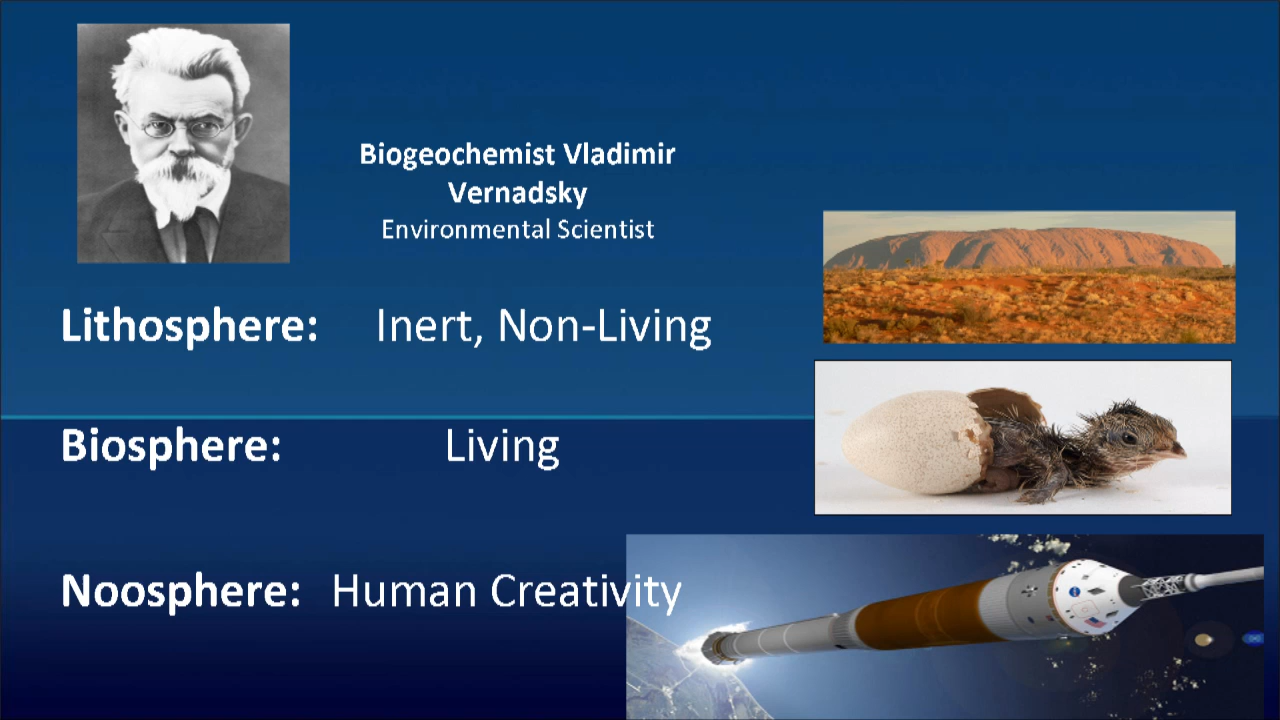 Biogeochemist Vladimir
Vernadsky
Environmental Scientist
Lithosphere: Inert, Non-Living
Biosphere: Living
Noosphere: Human Creativity